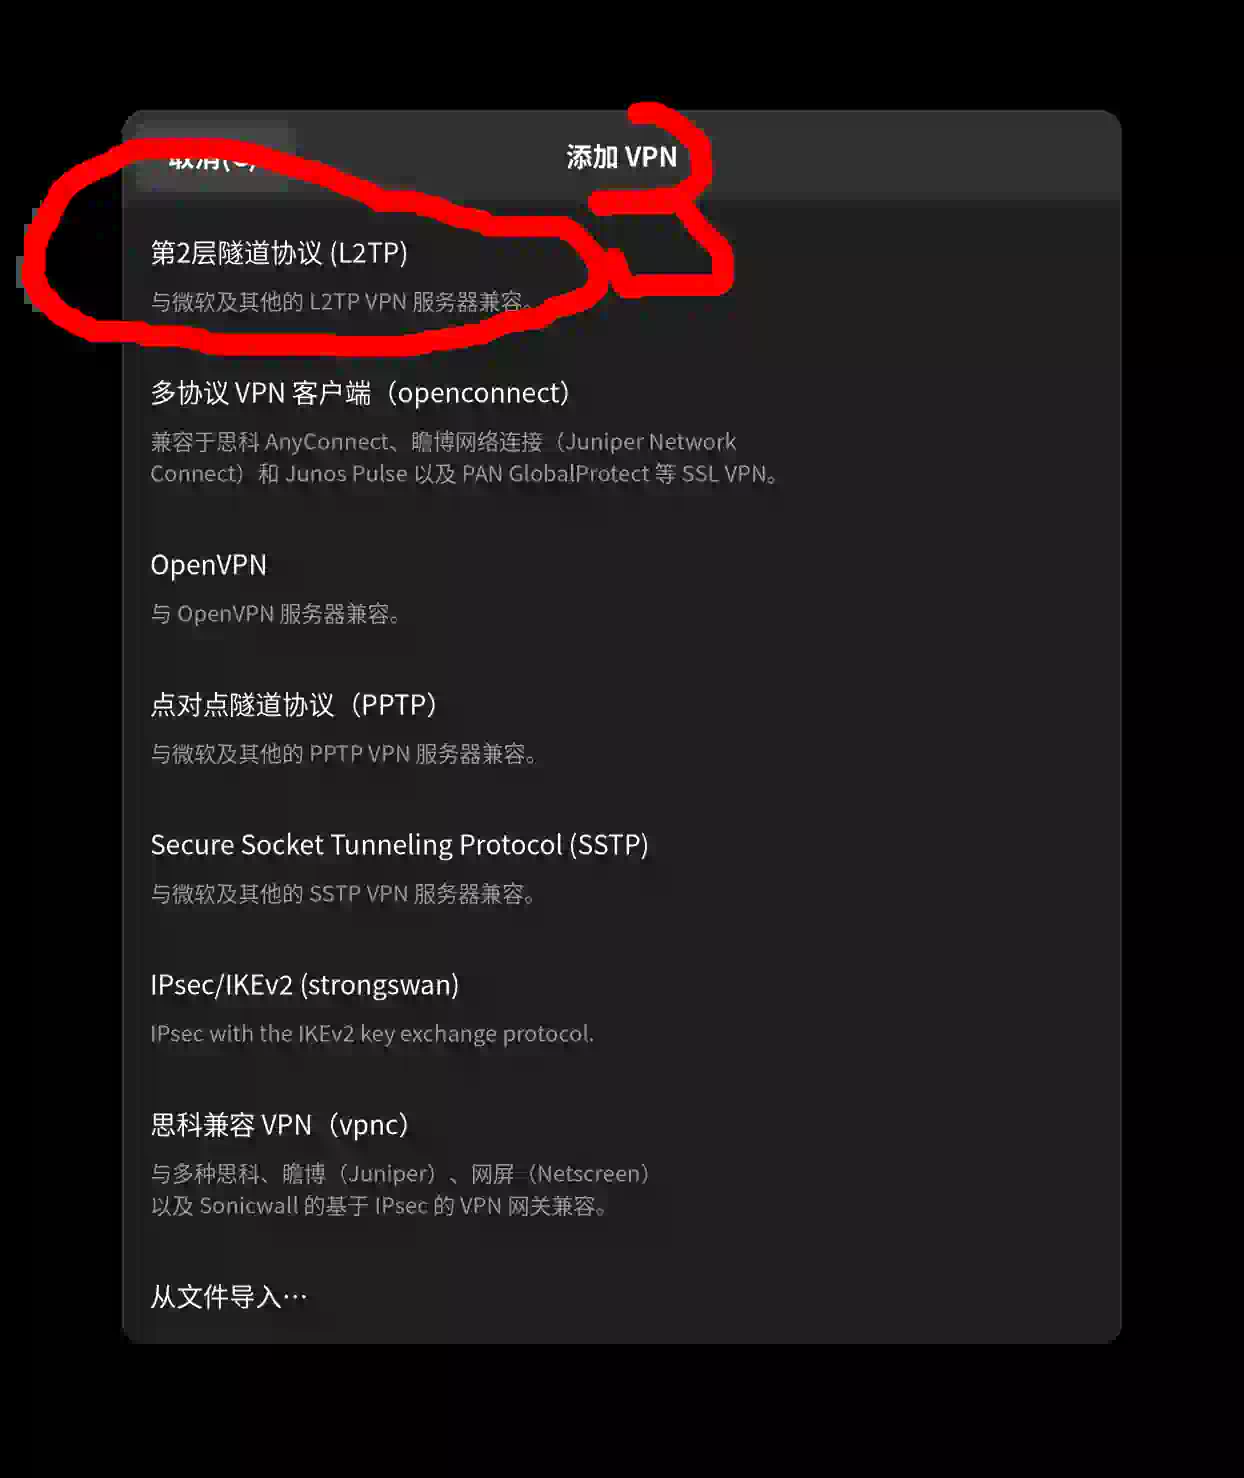 添加 VPN
第2层隧道协议 (L2TP)
与微软及其他的 L2TP VPN 服务器兼容。
多协议 VPN 客户端（openconnect）
兼容于思科 AnyConnect、瞻博网络连接（Juniper Network
Connect）和 Junos Pulse 以及 PAN GlobalProtect 等 SSL VPN。
OpenVPN
与 OpenVPN 服务器兼容。
点对点隧道协议（PPTP）
与微软及其他的 PPTP VPN 服务器兼容。
Secure Socket Tunneling Protocol (SSTP)
与微软及其他的 SSTP VPN 服务器兼容。
IPsec/IKEv2 (strongswan)
IPsec with the IKEv2 key exchange protocol.
思科兼容 VPN（vpnc）
与多种思科、瞻博（Juniper）、网屏（Netscreen）
以及 Sonicwall 的基于 IPsec 的 VPN 网关兼容。
从文件导入…